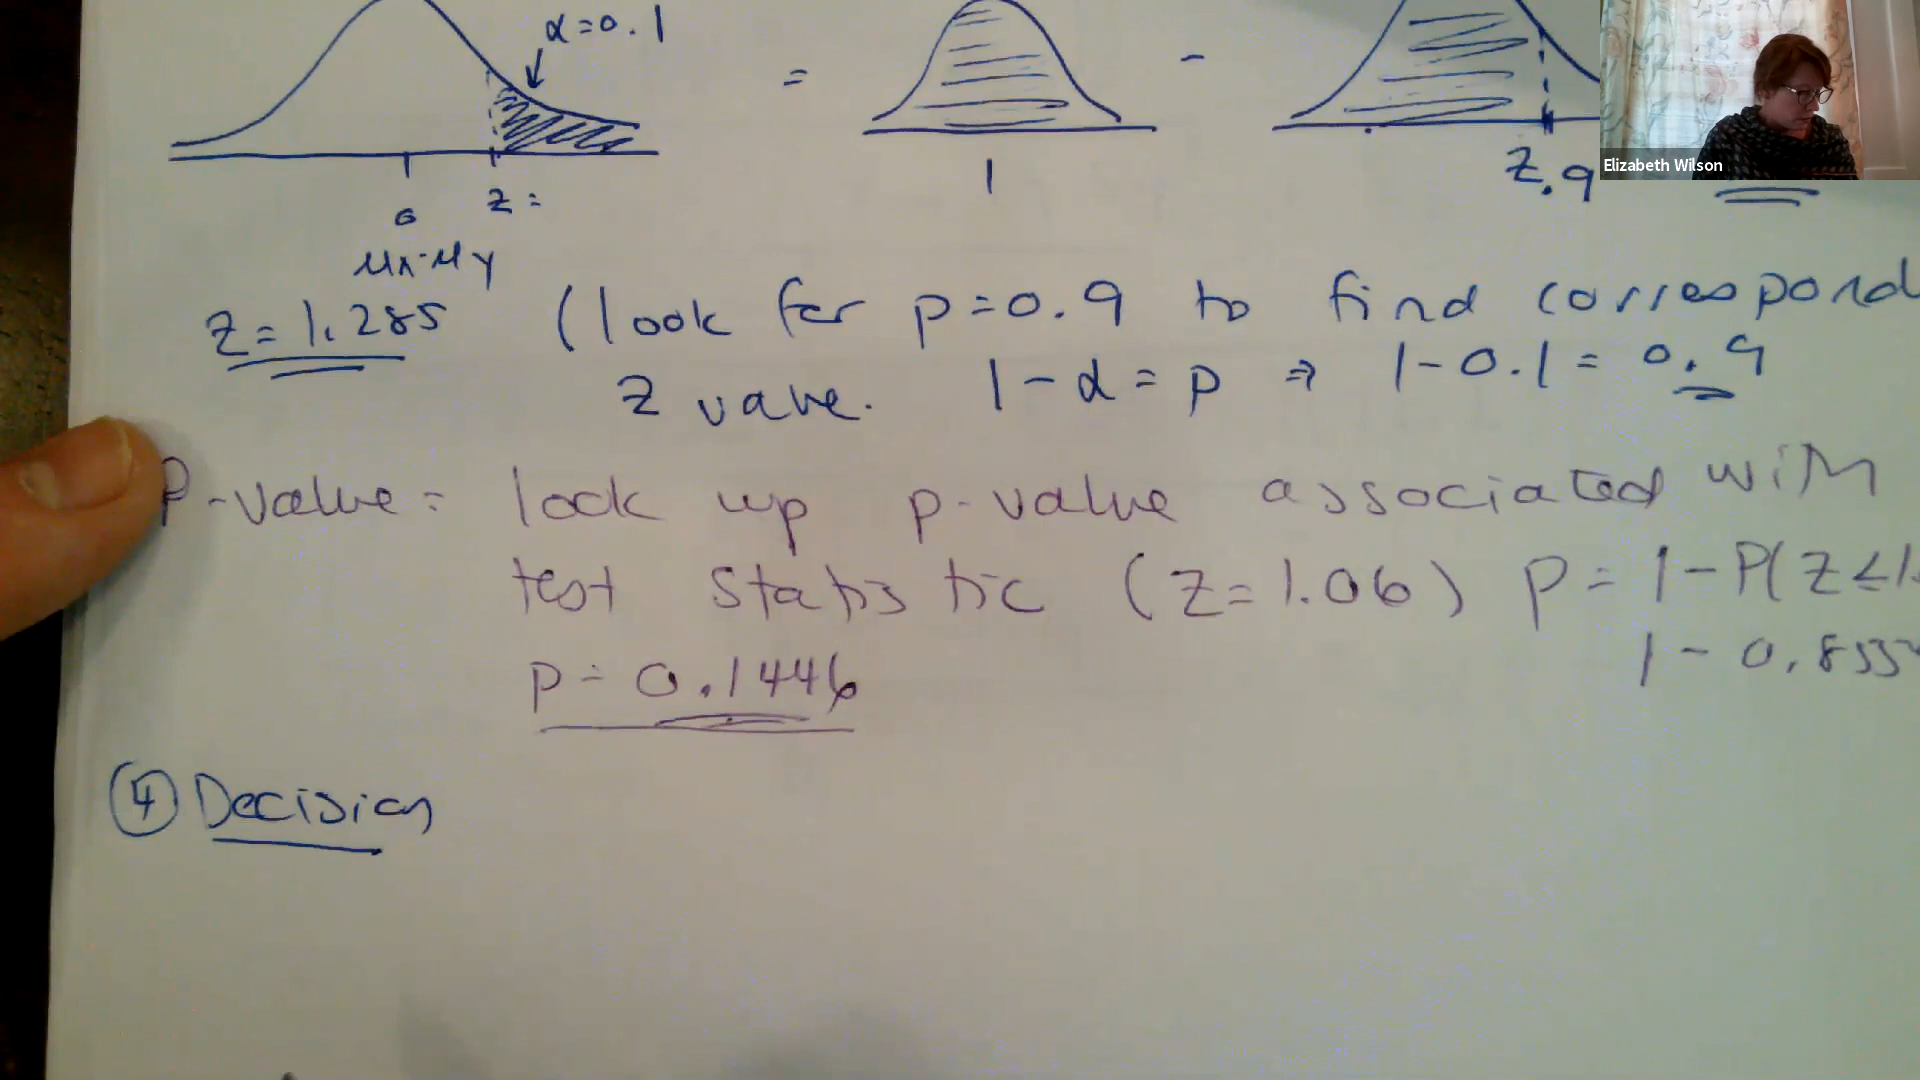 α=0.1
=
-
1
z.9
0
z =
μx-μy
z=1.285 (look for p=0.9 to find correspond
z value. 1-α=p ⇒ 1-0.1=0.9
P-value= look up p-value associated with
test statistic (z=1.06) p=1-P(Z≤1.
p=0.1446
1-0.855
④ Decision
Elizabeth Wilson